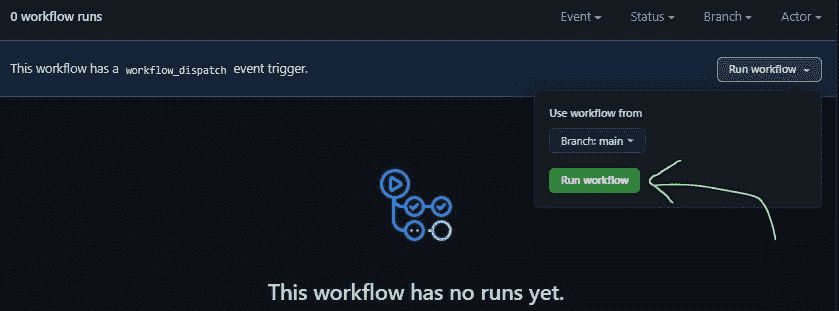 0 workflow runs
Event
Status
Branch
Actor
This workflow has a workflow_dispatch event trigger.
Run workflow
Use workflow from
Branch: main
Run workflow
This workflow has no runs yet.